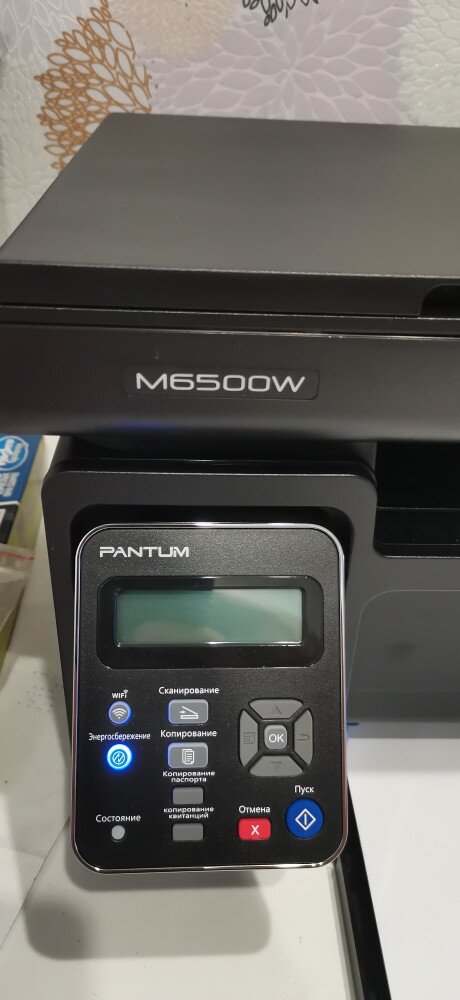 M6500W
PANTUM
WiFi
Сканирование
Энергосбережение
Копирование
Копирование
паспорта
копирование
квитанций
Состояние
OK
Отмена
X
Пуск